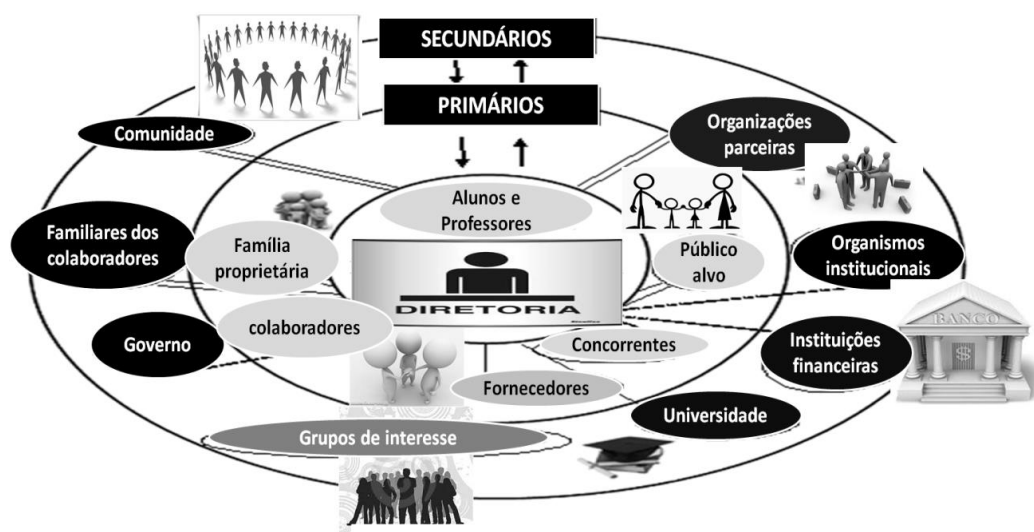 SECUNDÁRIOS
PRIMÁRIOS
Comunidade
Organizações
parceiras
Alunos e
Professores
Familiares dos
colaboradores
Família
proprietária
Público
alvo
Organismos
institucionais
DIRETORIA
colaboradores
Governo
Concorrentes
BANCO
$
Instituições
financeiras
Fornecedores
Universidade
Grupos de interesse